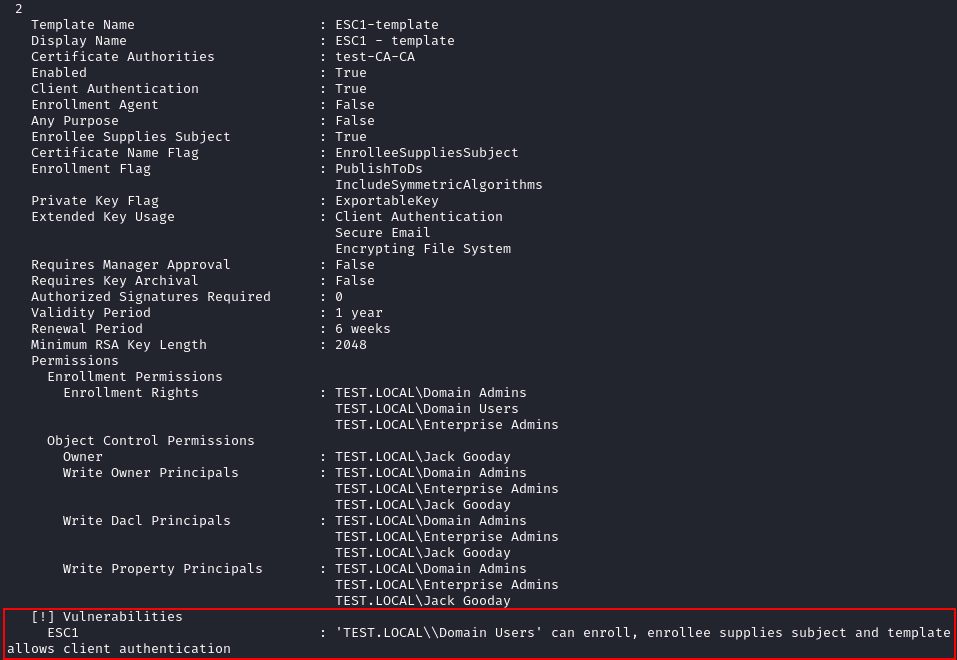 2
Template Name : ESC1-template
Display Name : ESC1 - template
Certificate Authorities : test-CA-CA
Enabled : True
Client Authentication : True
Enrollment Agent : False
Any Purpose : False
Enrollee Supplies Subject : True
Certificate Name Flag : EnrolleeSuppliesSubject
Enrollment Flag : PublishToDs
IncludeSymmetricAlgorithms
Private Key Flag : ExportableKey
Extended Key Usage : Client Authentication
Secure Email
Encrypting File System
Requires Manager Approval : False
Requires Key Archival : False
Authorized Signatures Required : 0
Validity Period : 1 year
Renewal Period : 6 weeks
Minimum RSA Key Length : 2048
Permissions
Enrollment Permissions
Enrollment Rights : TEST.LOCAL\Domain Admins
TEST.LOCAL\Domain Users
TEST.LOCAL\Enterprise Admins
Object Control Permissions
Owner : TEST.LOCAL\Jack Gooday
Write Owner Principals : TEST.LOCAL\Domain Admins
TEST.LOCAL\Enterprise Admins
TEST.LOCAL\Jack Gooday
Write Dacl Principals : TEST.LOCAL\Domain Admins
TEST.LOCAL\Enterprise Admins
TEST.LOCAL\Jack Gooday
Write Property Principals : TEST.LOCAL\Domain Admins
TEST.LOCAL\Enterprise Admins
TEST.LOCAL\Jack Gooday
[!] Vulnerabilities
ESC1 : 'TEST.LOCAL\\Domain Users' can enroll, enrollee supplies subject and template
allows client authentication